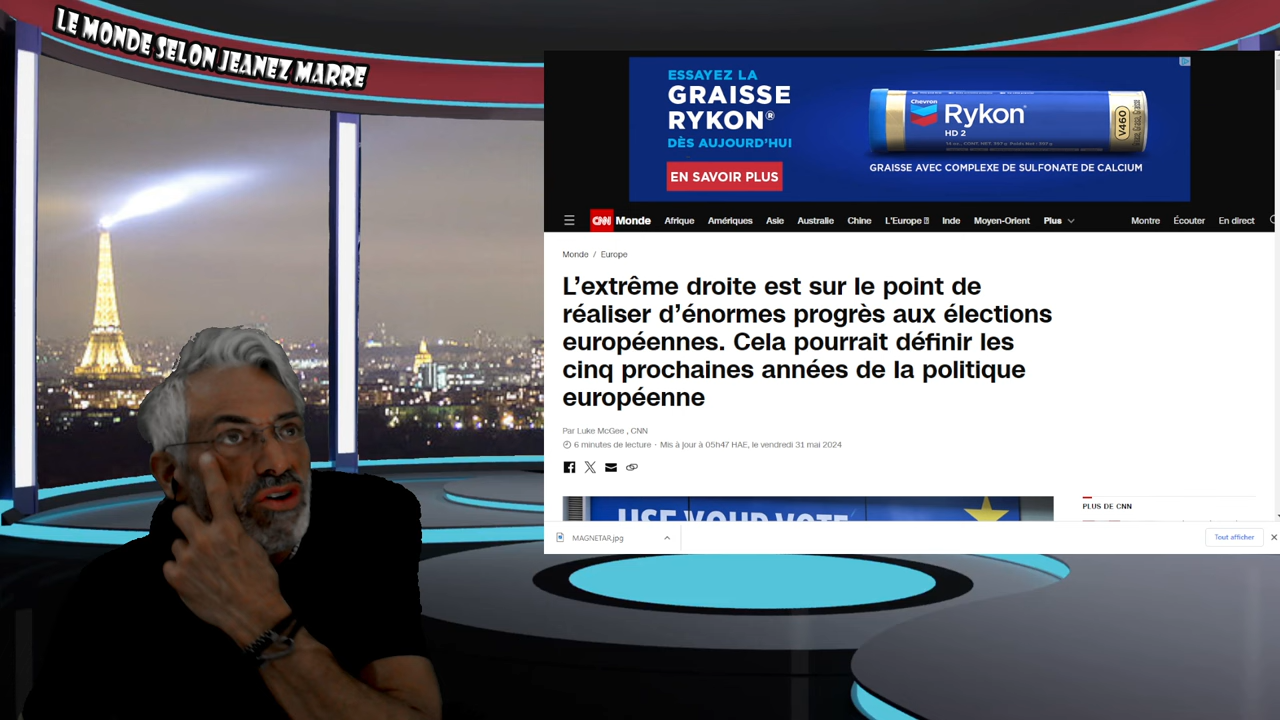 LE MONDE SELON JEANEZ MARRE
ESSAYEZ LA
GRAISSE
RYKON®
DÈS AUJOURD'HUI
EN SAVOIR PLUS
Chevron
Rykon®
HD 2
V460
GRAISSE AVEC COMPLEXE DE SULFONATE DE CALCIUM
CNN Monde Afrique Amériques Asie Australie Chine L'Europe Inde Moyen-Orient Plus Montre Écouter En direct
Monde / Europe
L’extrême droite est sur le point de
réaliser d’énormes progrès aux élections
européennes. Cela pourrait définir les
cinq prochaines années de la politique
européenne
Par Luke McGee , CNN
6 minutes de lecture · Mis à jour à 05h47 HAE, le vendredi 31 mai 2024
USE YOUR VOTE
PLUS DE CNN
MAGNETAR.jpg
Tout afficher